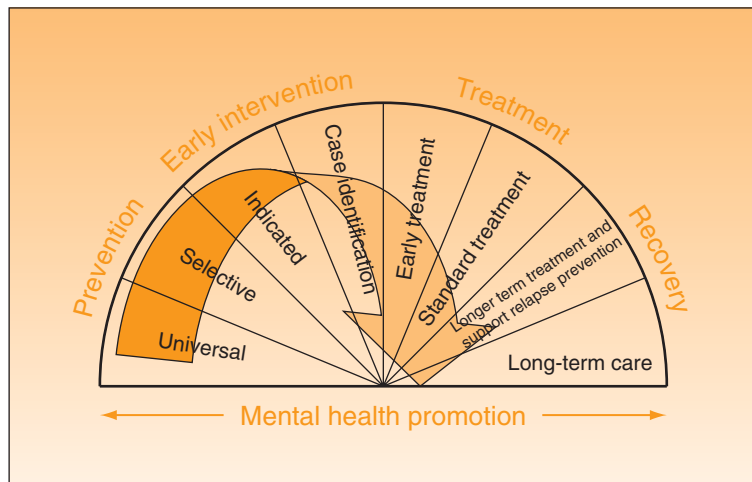 Prevention
Early intervention
Treatment
Recovery
Universal
Selective
Indicated
Case identification
Early treatment
Standard treatment
Longer term treatment and
support relapse prevention
Long-term care
Mental health promotion